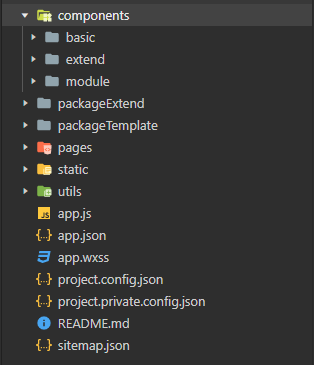 components
basic
extend
module
packageExtend
packageTemplate
pages
static
utils
JS app.js
{..} app.json
app.wxss
{..} project.config.json
{..} project.private.config.json
README.md
{..} sitemap.json